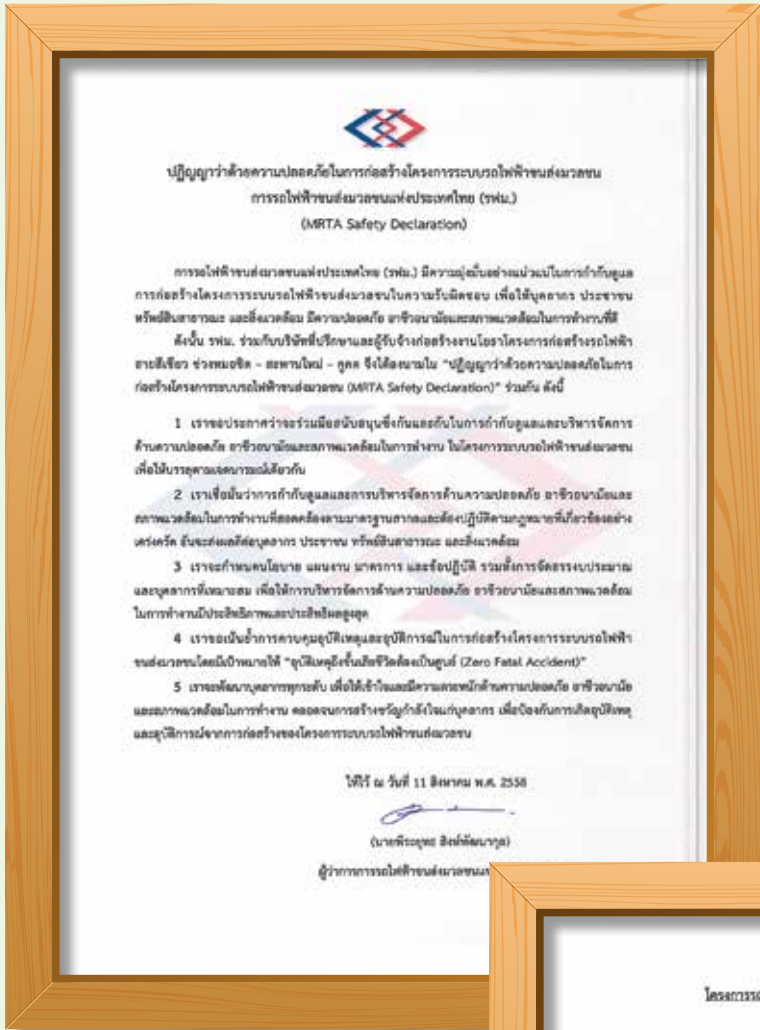 ปฏิญญาว่าด้วยความปลอดภัยในการก่อสร้างโครงการระบบรถไฟฟ้าขนส่งมวลชน
การรถไฟฟ้าขนส่งมวลชนแห่งประเทศไทย (รฟม.)
(MRTA Safety Declaration)
การรถไฟฟ้าขนส่งมวลชนแห่งประเทศไทย (รฟม.) มีความมุ่งมั่นอย่างแน่วแน่ในการกำกับดูแล
การก่อสร้างโครงการระบบรถไฟฟ้าขนส่งมวลชนในความรับผิดชอบ เพื่อให้บุคลากร ประชาชน
ทรัพย์สินสาธารณะ และสิ่งแวดล้อม มีความปลอดภัย อาชีวอนามัยและสภาพแวดล้อมในการทำงานที่ดี
ดังนั้น รฟม. ร่วมกับบริษัทที่ปรึกษาและผู้รับจ้างก่อสร้างงานโยธาโครงการก่อสร้างรถไฟฟ้า
สายสีเขียว ช่วงหมอชิต – สะพานใหม่ – คูคต จึงได้ลงนามใน “ปฏิญญาว่าด้วยความปลอดภัยในการ
ก่อสร้างโครงการระบบรถไฟฟ้าขนส่งมวลชน (MRTA Safety Declaration)” ร่วมกัน ดังนี้
1 เราขอประกาศว่าจะร่วมมือสนับสนุนซึ่งกันและกันในการกำกับดูแลและบริหารจัดการ
ด้านความปลอดภัย อาชีวอนามัยและสภาพแวดล้อมในการทำงาน ในโครงการระบบรถไฟฟ้าขนส่งมวลชน
เพื่อให้บรรลุตามเจตนารมณ์เดียวกัน
2 เราเชื่อมั่นว่าการกำกับดูแลและการบริหารจัดการด้านความปลอดภัย อาชีวอนามัยและ
สภาพแวดล้อมในการทำงานที่สอดคล้องตามมาตรฐานสากลและต้องปฏิบัติตามกฎหมายที่เกี่ยวข้องอย่าง
เคร่งครัด อันจะส่งผลดีต่อบุคลากร ประชาชน ทรัพย์สินสาธารณะ และสิ่งแวดล้อม
3 เราจะกำหนดนโยบาย แผนงาน มาตรการ และข้อปฏิบัติ รวมทั้งการจัดสรรงบประมาณ
และบุคลากรที่เหมาะสม เพื่อให้การบริหารจัดการด้านความปลอดภัย อาชีวอนามัยและสภาพแวดล้อม
ในการทำงานมีประสิทธิภาพและประสิทธิผลสูงสุด
4 เราขอเน้นย้ำการควบคุมอุบัติเหตุและอุบัติการณ์ในการก่อสร้างโครงการระบบรถไฟฟ้า
ขนส่งมวลชนโดยมีเป้าหมายให้ “อุบัติเหตุถึงขั้นเสียชีวิตต้องเป็นศูนย์ (Zero Fatal Accident)”
5 เราจะพัฒนาบุคลากรทุกระดับ เพื่อให้เข้าใจและมีความตระหนักด้านความปลอดภัย อาชีวอนามัย
และสภาพแวดล้อมในการทำงาน ตลอดจนการสร้างขวัญกำลังใจแก่บุคลากร เพื่อป้องกันการเกิดอุบัติเหตุ
และอุบัติการณ์จากการก่อสร้างของโครงการระบบรถไฟฟ้าขนส่งมวลชน
ให้ไว้ ณ วันที่ 11 สิงหาคม พ.ศ. 2558
(นายพีระยุทธ สิงห์พัฒนากุล)
ผู้ว่าการการรถไฟฟ้าขนส่งมวลชน